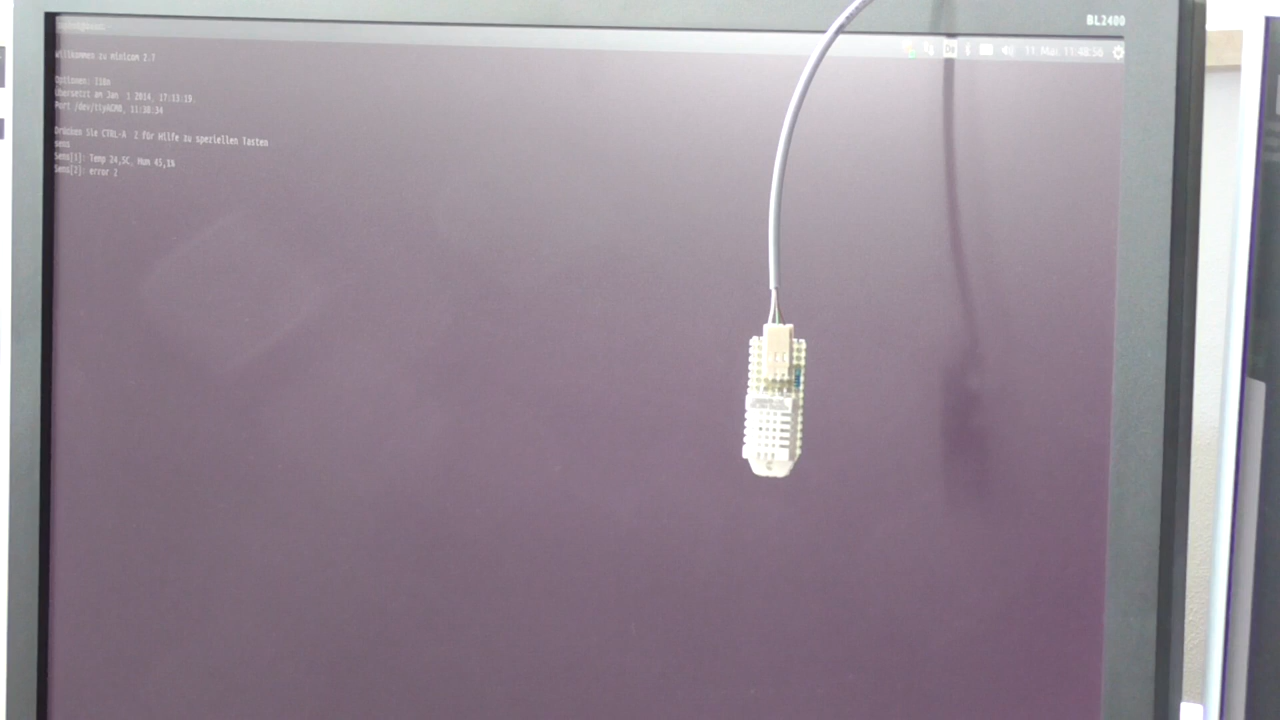 BL2400
De 11. Mai, 11:48:56
Willkommen zu minicom 2.7
Optionen: I18n
Übersetzt am Jan 1 2014, 17:13:19.
Port /dev/ttyACM0, 11:38:34
Drücken Sie CTRL-A Z für Hilfe zu speziellen Tasten
sens
Sens[1]: Temp 24,5C, Hum 45,1%
Sens[2]: error 2